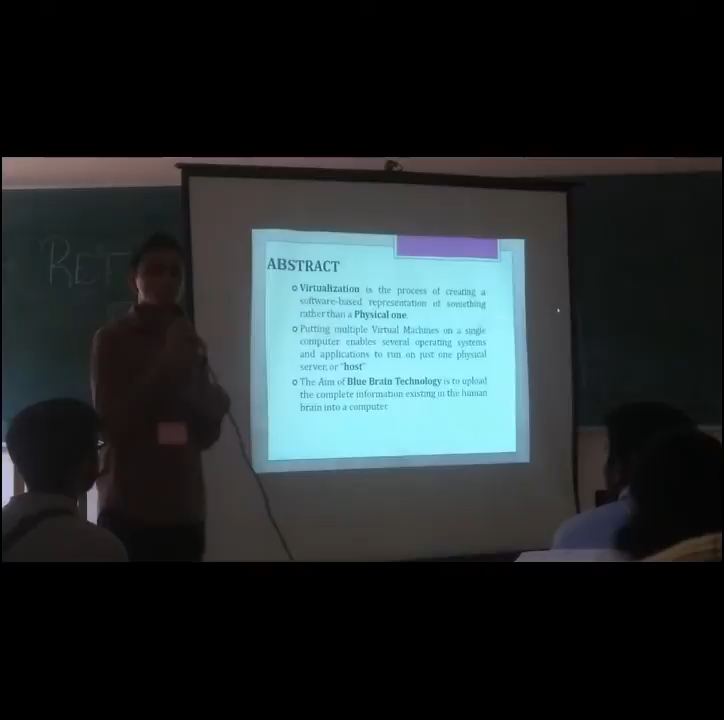 RET
ABSTRACT
Virtualization is the process of creating a
software-based representation of something
rather than a Physical one.
Putting multiple Virtual Machines on a single
computer enables several operating systems
and applications to run on just one physical
server, or "host"
The Aim of Blue Brain Technology is to upload
the complete information existing in the human
brain into a computer